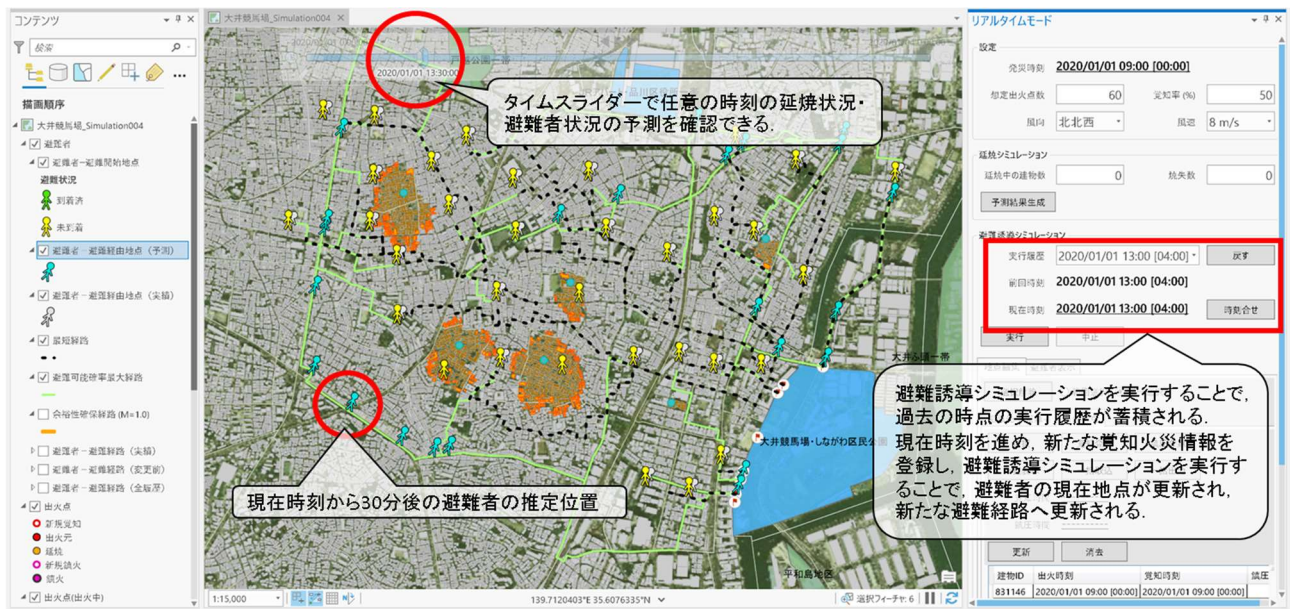 コンテンツ
検索
描画順序
大井競馬場_Simulation004
避難者
避難者－避難開始地点
避難状況
到着済
未到着
避難者－避難経由地点（予測）
避難者－避難経由地点（実績）
最短経路
避難可能確率最大経路
余裕性確保経路 (M=1.0)
避難者－避難経路（実績）
避難者－避難経路（変更前）
避難者－避難経路（全履歴）
出火点
新規覚知
出火元
延焼
新規鎮火
鎮火
出火点(出火中)
大井競馬場_Simulation004
2020/01/01 13:30:00
タイムスライダーで任意の時刻の延焼状況・
避難者状況の予測を確認できる.
大井ふ頭一帯
大井競馬場・しながわ区民公園
平和島地区
現在時刻から30分後の避難者の推定位置
1:15,000
139.7120403°E 35.6076335°N
選択フィーチャ: 6
リアルタイムモード
設定
発災時刻 2020/01/01 09:00 [00:00]
想定出火点数 60 覚知率 (%) 50
風向 北北西 風速 8 m/s
延焼シミュレーション
延焼中の建物数 0 焼失数 0
予測結果生成
避難誘導シミュレーション
実行履歴 2020/01/01 13:00 [04:00] 戻す
前回時刻 2020/01/01 13:00 [04:00]
現在時刻 2020/01/01 13:00 [04:00] 時刻合せ
実行 中止
避難誘導シミュレーションを実行することで,
過去の時点の実行履歴が蓄積される.
現在時刻を進め, 新たな覚知火災情報を
登録し, 避難誘導シミュレーションを実行す
ることで, 避難者の現在地点が更新され,
新たな避難経路へ更新される.
更新 消去
建物ID 出火時刻 覚知時刻 鎮圧
831146 2020/01/01 09:00 [00:00] 2020/01/01 09:00 [00:00]